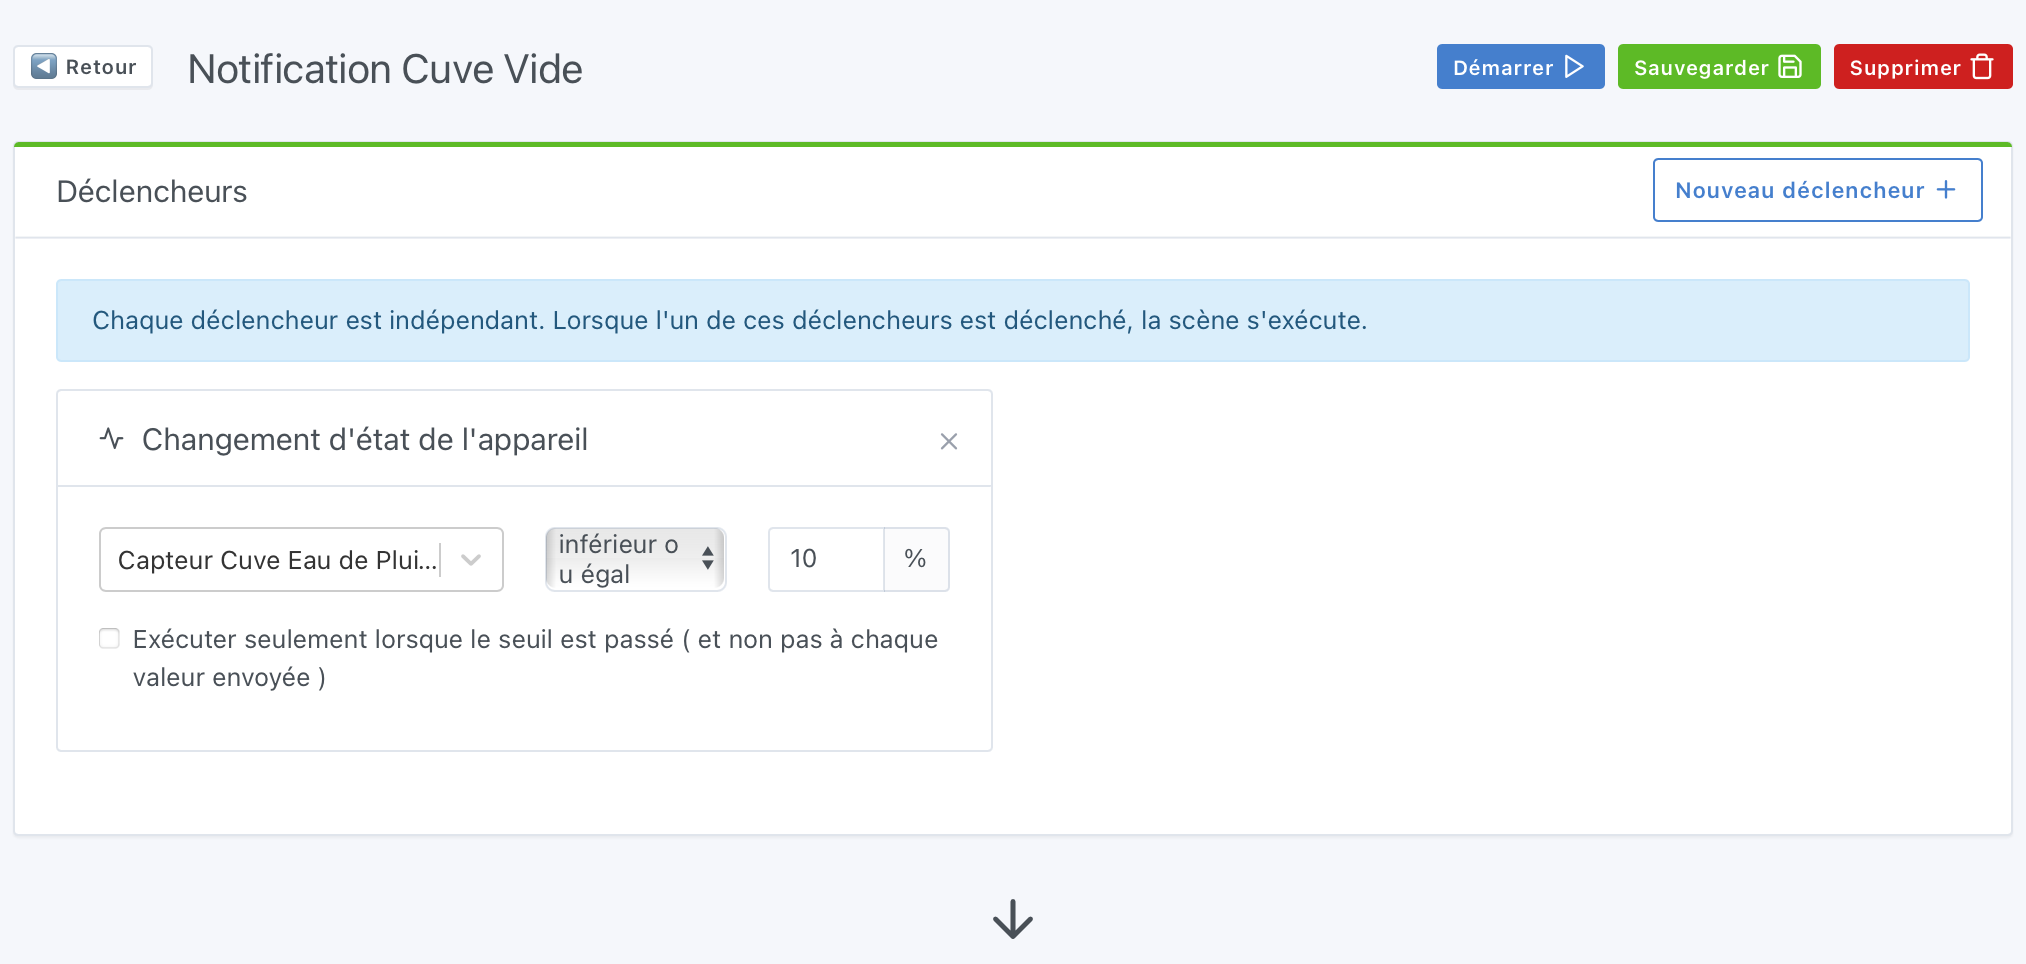 Retour
Notification Cuve Vide
Démarrer
Sauvegarder
Supprimer
Déclencheurs
Nouveau déclencheur +
Chaque déclencheur est indépendant. Lorsque l'un de ces déclencheurs est déclenché, la scène s'exécute.
Changement d'état de l'appareil
Capteur Cuve Eau de Plui...
inférieur o
u égal
10
%
Exécuter seulement lorsque le seuil est passé ( et non pas à chaque
valeur envoyée )